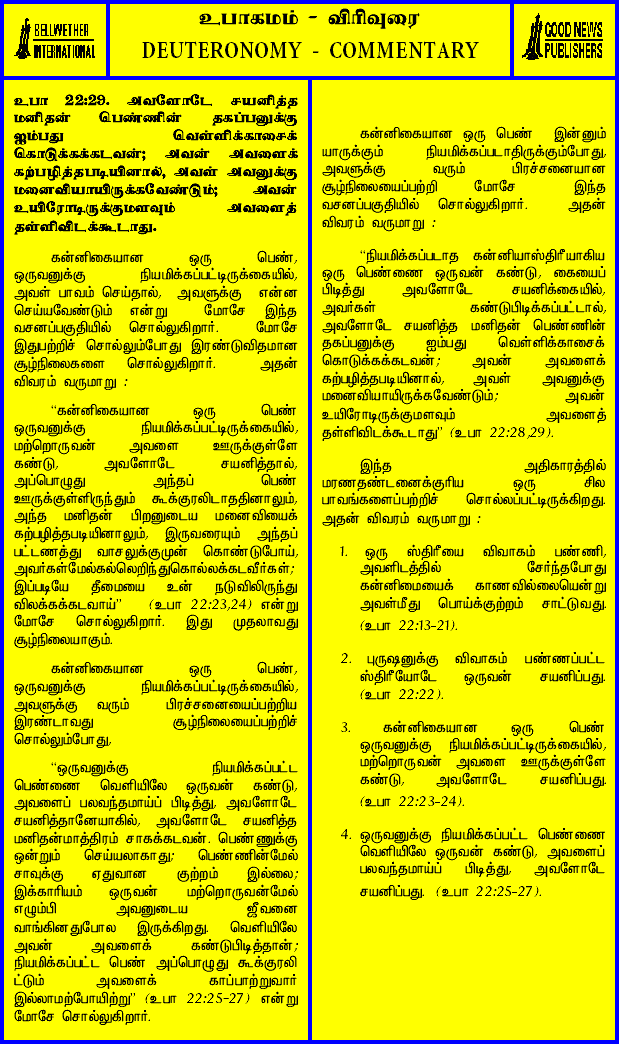 BELLWETHER
INTERNATIONAL
உபாகமம் - விரிவுரை
DEUTERONOMY - COMMENTARY
GOOD NEWS
PUBLISHERS
உபா 22:29. அவளோடே சயனித்த
மனிதன் பெண்ணின் தகப்பனுக்கு
ஐம்பது வெள்ளிக்காசைக்
கொடுக்கக்கடவன்; அவன் அவளைக்
கற்பழித்தபடியினால், அவள் அவனுக்கு
மனைவியாயிருக்கவேண்டும்; அவன்
உயிரோடிருக்குமளவும் அவளைத்
தள்ளிவிடக்கூடாது.
கன்னிகையான ஒரு பெண்,
ஒருவனுக்கு நியமிக்கப்பட்டிருக்கையில்,
அவள் பாவம் செய்தால், அவளுக்கு என்ன
செய்யவேண்டும் என்று மோசே இந்த
வசனப்பகுதியில் சொல்லுகிறார். மோசே
இதுபற்றிச் சொல்லும்போது இரண்டுவிதமான
சூழ்நிலைகளை சொல்லுகிறார். அதன்
விவரம் வருமாறு :
“கன்னிகையான ஒரு பெண்
ஒருவனுக்கு நியமிக்கப்பட்டிருக்கையில்,
மற்றொருவன் அவளை ஊருக்குள்ளே
கண்டு, அவளோடே சயனித்தால்,
அப்பொழுது அந்தப் பெண்
ஊருக்குள்ளிருந்தும் கூக்குரலிடாததினாலும்,
அந்த மனிதன் பிறனுடைய மனைவியைக்
கற்பழித்தபடியினாலும், இருவரையும் அந்தப்
பட்டணத்து வாசலுக்குமுன் கொண்டுபோய்,
அவர்கள்மேல்கல்லெறிந்துகொல்லக்கடவீர்கள்;
இப்படியே தீமையை உன் நடுவிலிருந்து
விலக்கக்கடவாய்” (உபா 22:23,24) என்று
மோசே சொல்லுகிறார். இது முதலாவது
சூழ்நிலையாகும்.
கன்னிகையான ஒரு பெண்,
ஒருவனுக்கு நியமிக்கப்பட்டிருக்கையில்,
அவளுக்கு வரும் பிரச்சனையைப்பற்றிய
இரண்டாவது சூழ்நிலையைப்பற்றிச்
சொல்லும்போது,
“ஒருவனுக்கு நியமிக்கப்பட்ட
பெண்ணை வெளியிலே ஒருவன் கண்டு,
அவளைப் பலவந்தமாய்ப் பிடித்து, அவளோடே
சயனித்தானேயாகில், அவளோடே சயனித்த
மனிதன்மாத்திரம் சாகக்கடவன். பெண்ணுக்கு
ஒன்றும் செய்யலாகாது; பெண்ணின்மேல்
சாவுக்கு ஏதுவான குற்றம் இல்லை;
இக்காரியம் ஒருவன் மற்றொருவன்மேல்
எழும்பி அவனுடைய ஜீவனை
வாங்கினதுபோல இருக்கிறது. வெளியிலே
அவன் அவளைக் கண்டுபிடித்தான்;
நியமிக்கப்பட்ட பெண் அப்பொழுது கூக்குரலி
ட்டும் அவளைக் காப்பாற்றுவார்
இல்லாமற்போயிற்று” (உபா 22:25-27) என்று
மோசே சொல்லுகிறார்.
கன்னிகையான ஒரு பெண் இன்னும்
யாருக்கும் நியமிக்கப்படாதிருக்கும்போது,
அவளுக்கு வரும் பிரச்சனையான
சூழ்நிலையைப்பற்றி மோசே இந்த
வசனப்பகுதியில் சொல்லுகிறார். அதன்
விவரம் வருமாறு :
“நியமிக்கப்படாத கன்னியாஸ்திரீயாகிய
ஒரு பெண்ணை ஒருவன் கண்டு, கையைப்
பிடித்து அவளோடே சயனிக்கையில்,
அவர்கள் கண்டுபிடிக்கப்பட்டால்,
அவளோடே சயனித்த மனிதன் பெண்ணின்
தகப்பனுக்கு ஐம்பது வெள்ளிக்காசைக்
கொடுக்கக்கடவன்; அவன் அவளைக்
கற்பழித்தபடியினால், அவள் அவனுக்கு
மனைவியாயிருக்கவேண்டும்; அவன்
உயிரோடிருக்குமளவும் அவளைத்
தள்ளிவிடக்கூடாது” (உபா 22:28,29).
இந்த அதிகாரத்தில்
மரணதண்டனைக்குரிய ஒரு சில
பாவங்களைப்பற்றிச் சொல்லப்பட்டிருக்கிறது.
அதன் விவரம் வருமாறு :
1. ஒரு ஸ்திரீயை விவாகம் பண்ணி,
அவளிடத்தில் சேர்ந்தபோது
கன்னிமையைக் காணவில்லையென்று
அவள்மீது பொய்க்குற்றம் சாட்டுவது.
(உபா 22:13-21).
2. புருஷனுக்கு விவாகம் பண்ணப்பட்ட
ஸ்திரீயோடே ஒருவன் சயனிப்பது.
(உபா 22:22).
3. கன்னிகையான ஒரு பெண்
ஒருவனுக்கு நியமிக்கப்பட்டிருக்கையில்,
மற்றொருவன் அவளை ஊருக்குள்ளே
கண்டு, அவளோடே சயனிப்பது.
(உபா 22:23-24).
4. ஒருவனுக்கு நியமிக்கப்பட்ட பெண்ணை
வெளியிலே ஒருவன் கண்டு, அவளைப்
பலவந்தமாய்ப் பிடித்து, அவளோடே
சயனிப்பது. (உபா 22:25-27).